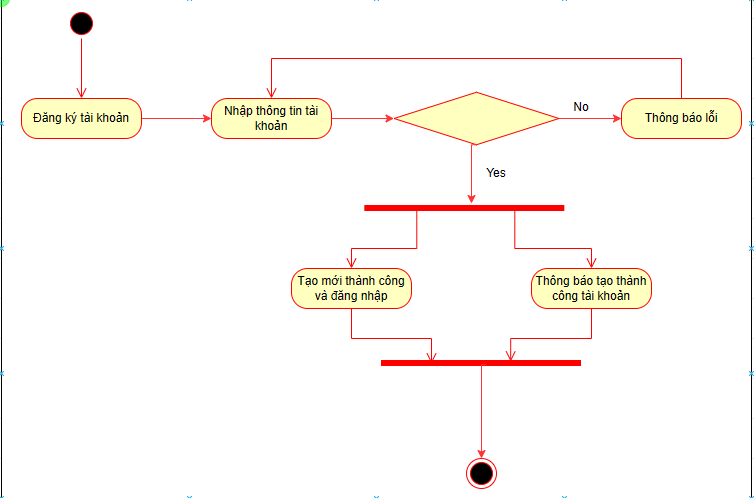 Đăng ký tài khoản
Nhập thông tin tải
khoản
No
Thông báo lỗi
Yes
Tạo mới thành công
và đăng nhập
Thông báo tạo thành
công tài khoản